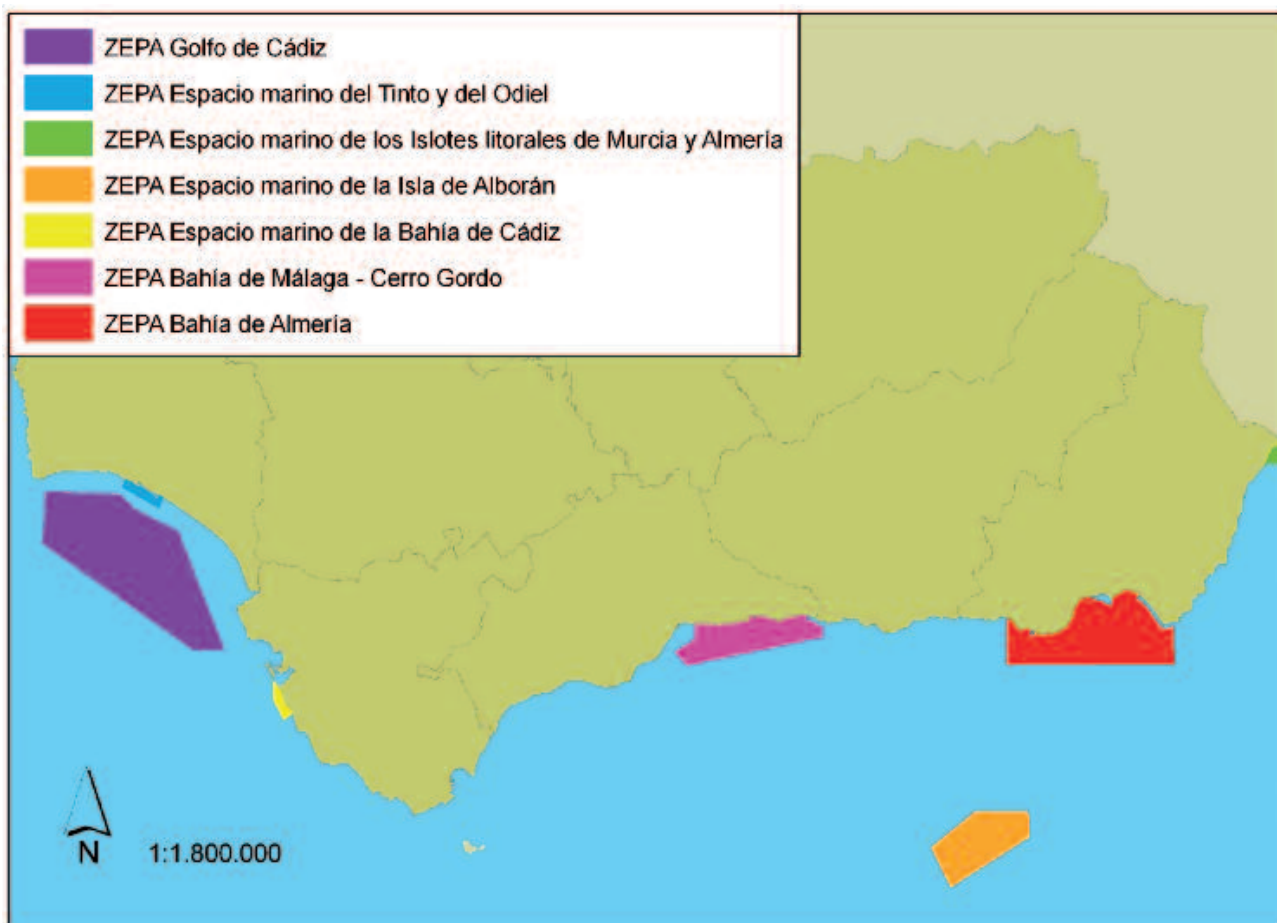 ZEPA Golfo de Cádiz
ZEPA Espacio marino del Tinto y del Odiel
ZEPA Espacio marino de los Islotes litorales de Murcia y Almería
ZEPA Espacio marino de la Isla de Alborán
ZEPA Espacio marino de la Bahía de Cádiz
ZEPA Bahía de Málaga - Cerro Gordo
ZEPA Bahía de Almería
N
1:1.800.000